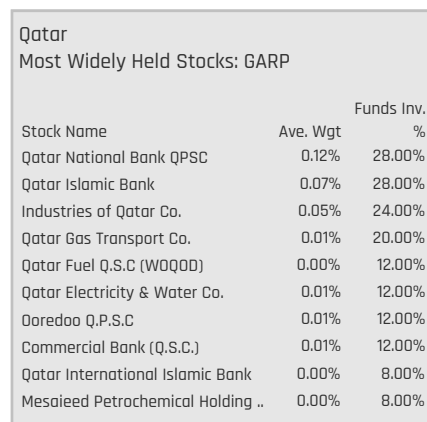 Qatar
Most Widely Held Stocks: GARP
Funds Inv.
Stock Name Ave. Wgt %
Qatar National Bank QPSC 0.12% 28.00%
Qatar Islamic Bank 0.07% 28.00%
Industries of Qatar Co. 0.05% 24.00%
Qatar Gas Transport Co. 0.01% 20.00%
Qatar Fuel Q.S.C (WOQOD) 0.00% 12.00%
Qatar Electricity & Water Co. 0.01% 12.00%
Ooredoo Q.P.S.C 0.01% 12.00%
Commercial Bank (Q.S.C.) 0.01% 12.00%
Qatar International Islamic Bank 0.00% 8.00%
Mesaieed Petrochemical Holding .. 0.00% 8.00%